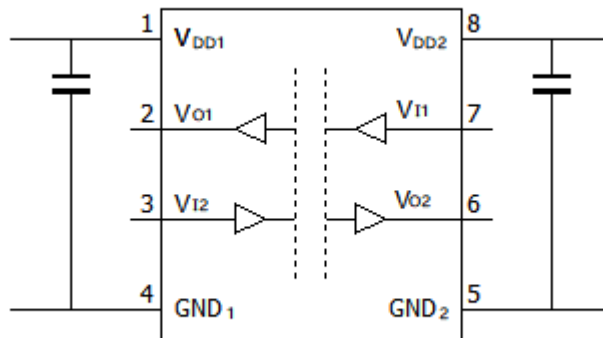 1 VDD1 VDD2 8
2 VO1 VI1 7
3 VI2 VO2 6
4 GND1 GND2 5